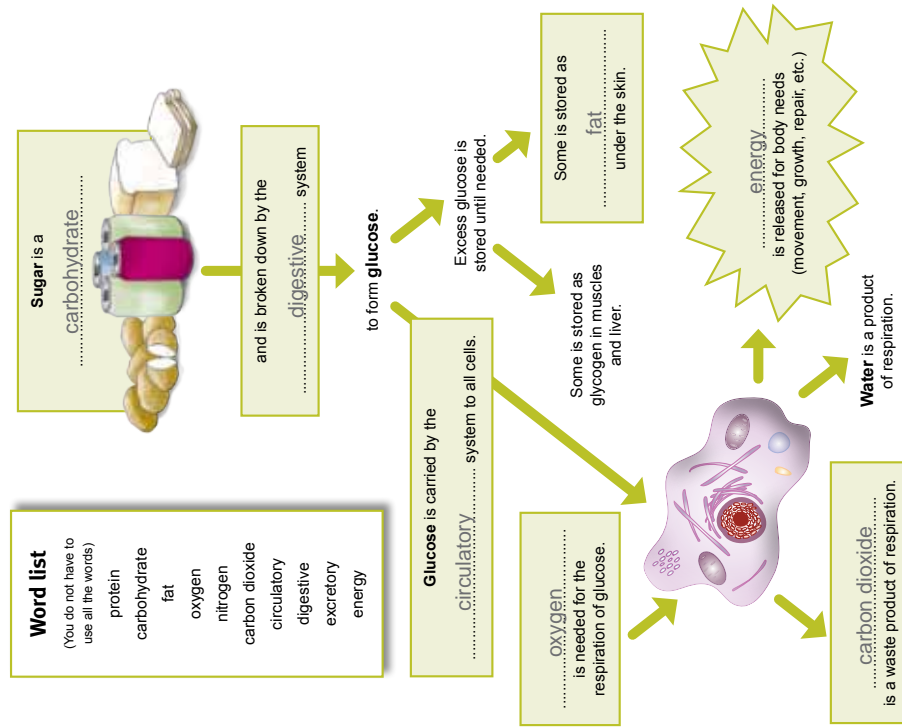 Word list
(You do not have to
use all the words)
protein
carbohydrate
fat
oxygen
nitrogen
carbon dioxide
circulatory
digestive
excretory
energy
Sugar is a
carbohydrate
and is broken down by the
digestive system
to form glucose.
Excess glucose is
stored until needed.
Some is stored as
fat
under the skin.
Some is stored as
glycogen in muscles
and liver.
Glucose is carried by the
circulatory system to all cells.
oxygen
is needed for the
respiration of glucose.
energy
is released for body needs
(movement, growth, repair, etc.)
Water is a product
of respiration.
carbon dioxide
is a waste product of respiration.